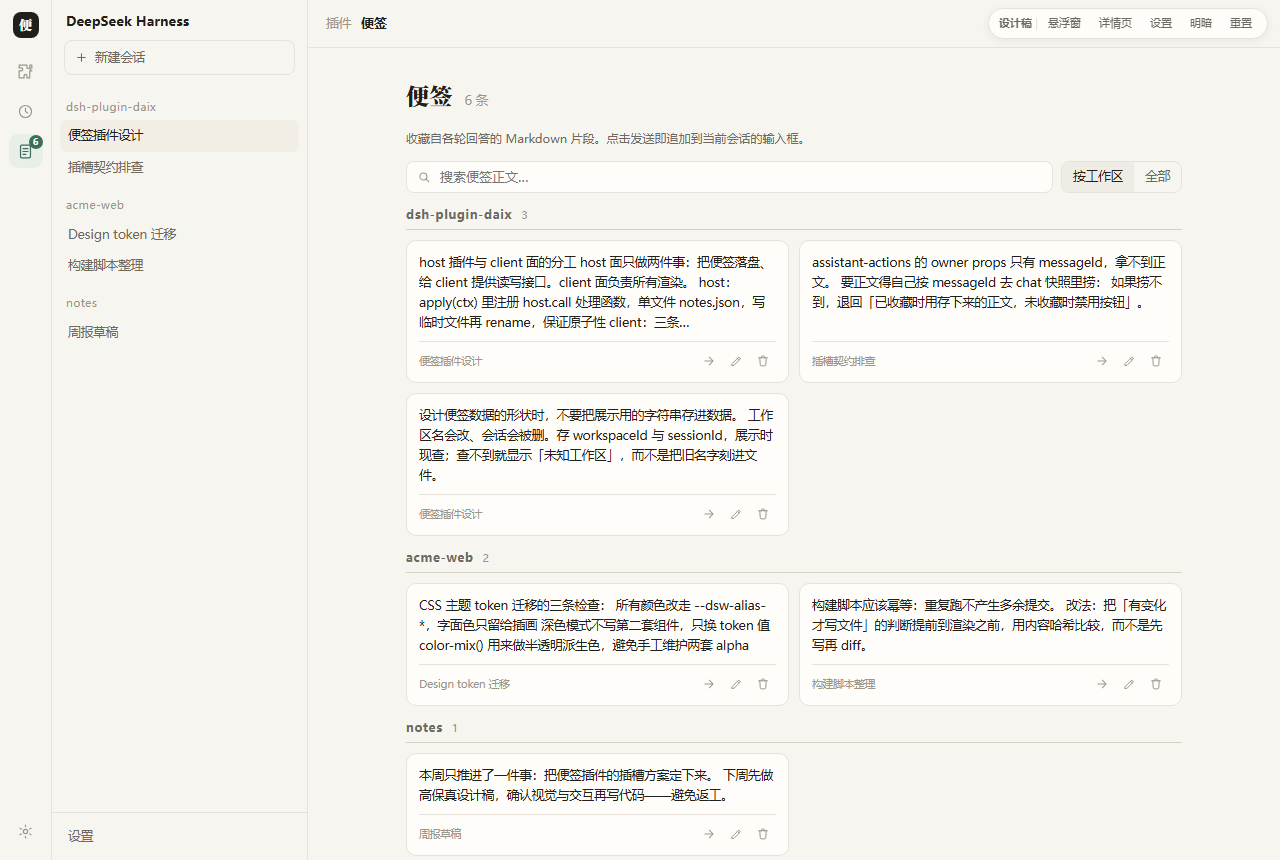 便
6
DeepSeek Harness
+ 新建会话
dsh-plugin-daix
便签插件设计
插槽契约排查
acme-web
Design token 迁移
构建脚本整理
notes
周报草稿
设置
插件 便签
设计稿 悬浮窗 详情页 设置 明暗 重置
便签 6 条
收藏自各轮回答的 Markdown 片段。点击发送即追加到当前会话的输入框。
搜索便签正文...
按工作区 全部
dsh-plugin-daix 3
host 插件与 client 面的分工 host 面只做两件事：把便签落盘、
给 client 提供读写接口。client 面负责所有渲染。 host：
apply(ctx) 里注册 host.call 处理函数，单文件 notes.json，写
临时文件再 rename，保证原子性 client：三条...
便签插件设计
assistant-actions 的 owner props 只有 messageId，拿不到正
文。 要正文得自己按 messageId 去 chat 快照里捞： 如果捞不
到，退回「已收藏时用存下来的正文，未收藏时禁用按钮」。
插槽契约排查
设计便签数据的形状时，不要把展示用的字符串存进数据。 工作
区名会改、会话会被删。存 workspaceId 与 sessionId，展示时
现查；查不到就显示「未知工作区」，而不是把旧名字刻进文
件。
便签插件设计
acme-web 2
CSS 主题 token 迁移的三条检查： 所有颜色改走 --dsw-alias-
*，字面色只留给插画 深色模式不写第二套组件，只换 token 值
color-mix() 用来做半透明派生色，避免手工维护两套 alpha
Design token 迁移
构建脚本应该幂等：重复跑不产生多余提交。 改法：把「有变化
才写文件」的判断提前到渲染之前，用内容哈希比较，而不是先
写再 diff。
构建脚本整理
notes 1
本周只推进了一件事：把便签插件的插槽方案定下来。 下周先做
高保真设计稿，确认视觉与交互再写代码——避免返工。
周报草稿